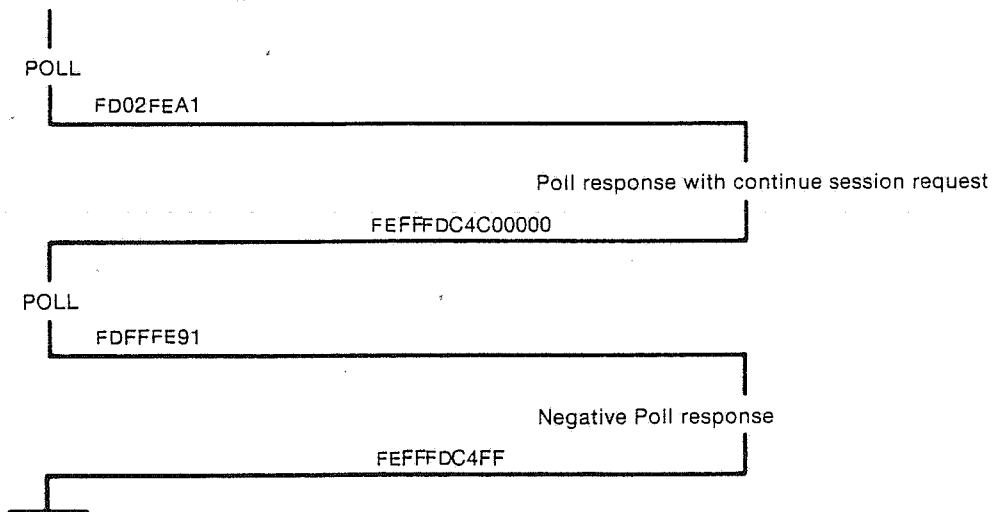 POLL
FD02FEA1
Poll response with continue session request
FEFFFDC4C00000
POLL
FDFFFE91
Negative Poll response
FEFFFDC4FF